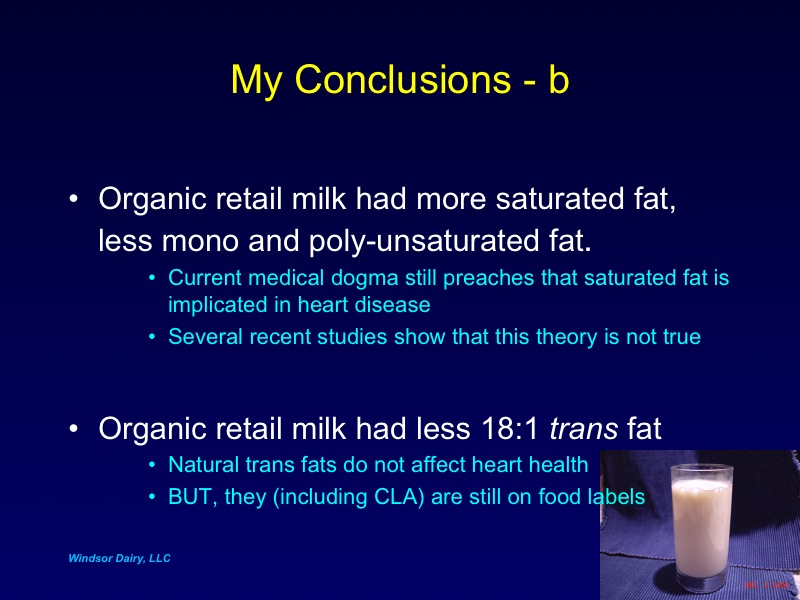 My Conclusions - b
• Organic retail milk had more saturated fat,
less mono and poly-unsaturated fat.
• Current medical dogma still preaches that saturated fat is
implicated in heart disease
• Several recent studies show that this theory is not true
• Organic retail milk had less 18:1 trans fat
• Natural trans fats do not affect heart health
• BUT, they (including CLA) are still on food labels
Windsor Dairy, LLC